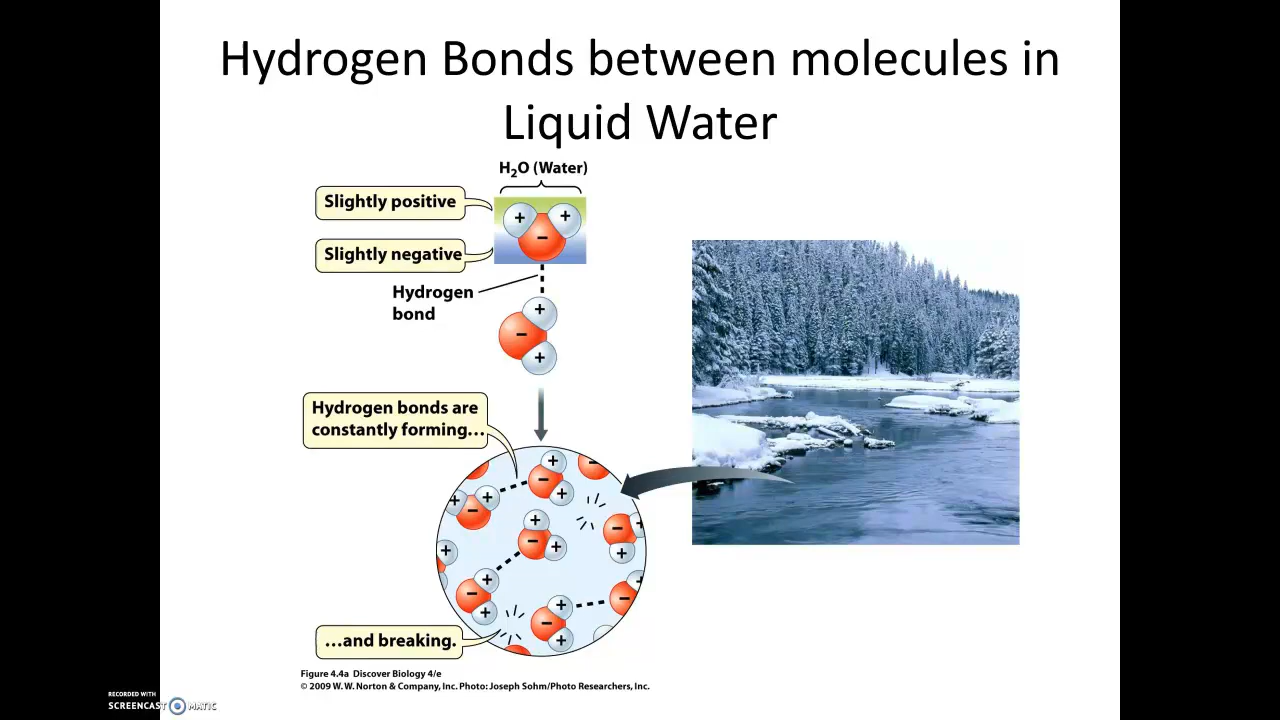 Hydrogen Bonds between molecules in
Liquid Water
H₂O (Water)
Slightly positive
Slightly negative
Hydrogen
bond
Hydrogen bonds are
constantly forming...
...and breaking.
Figure 4.4a Discover Biology 4/e
© 2009 W. W. Norton & Company, Inc. Photo: Joseph Sohm/Photo Researchers, Inc.
RECORDED WITH
SCREENCAST MATIC